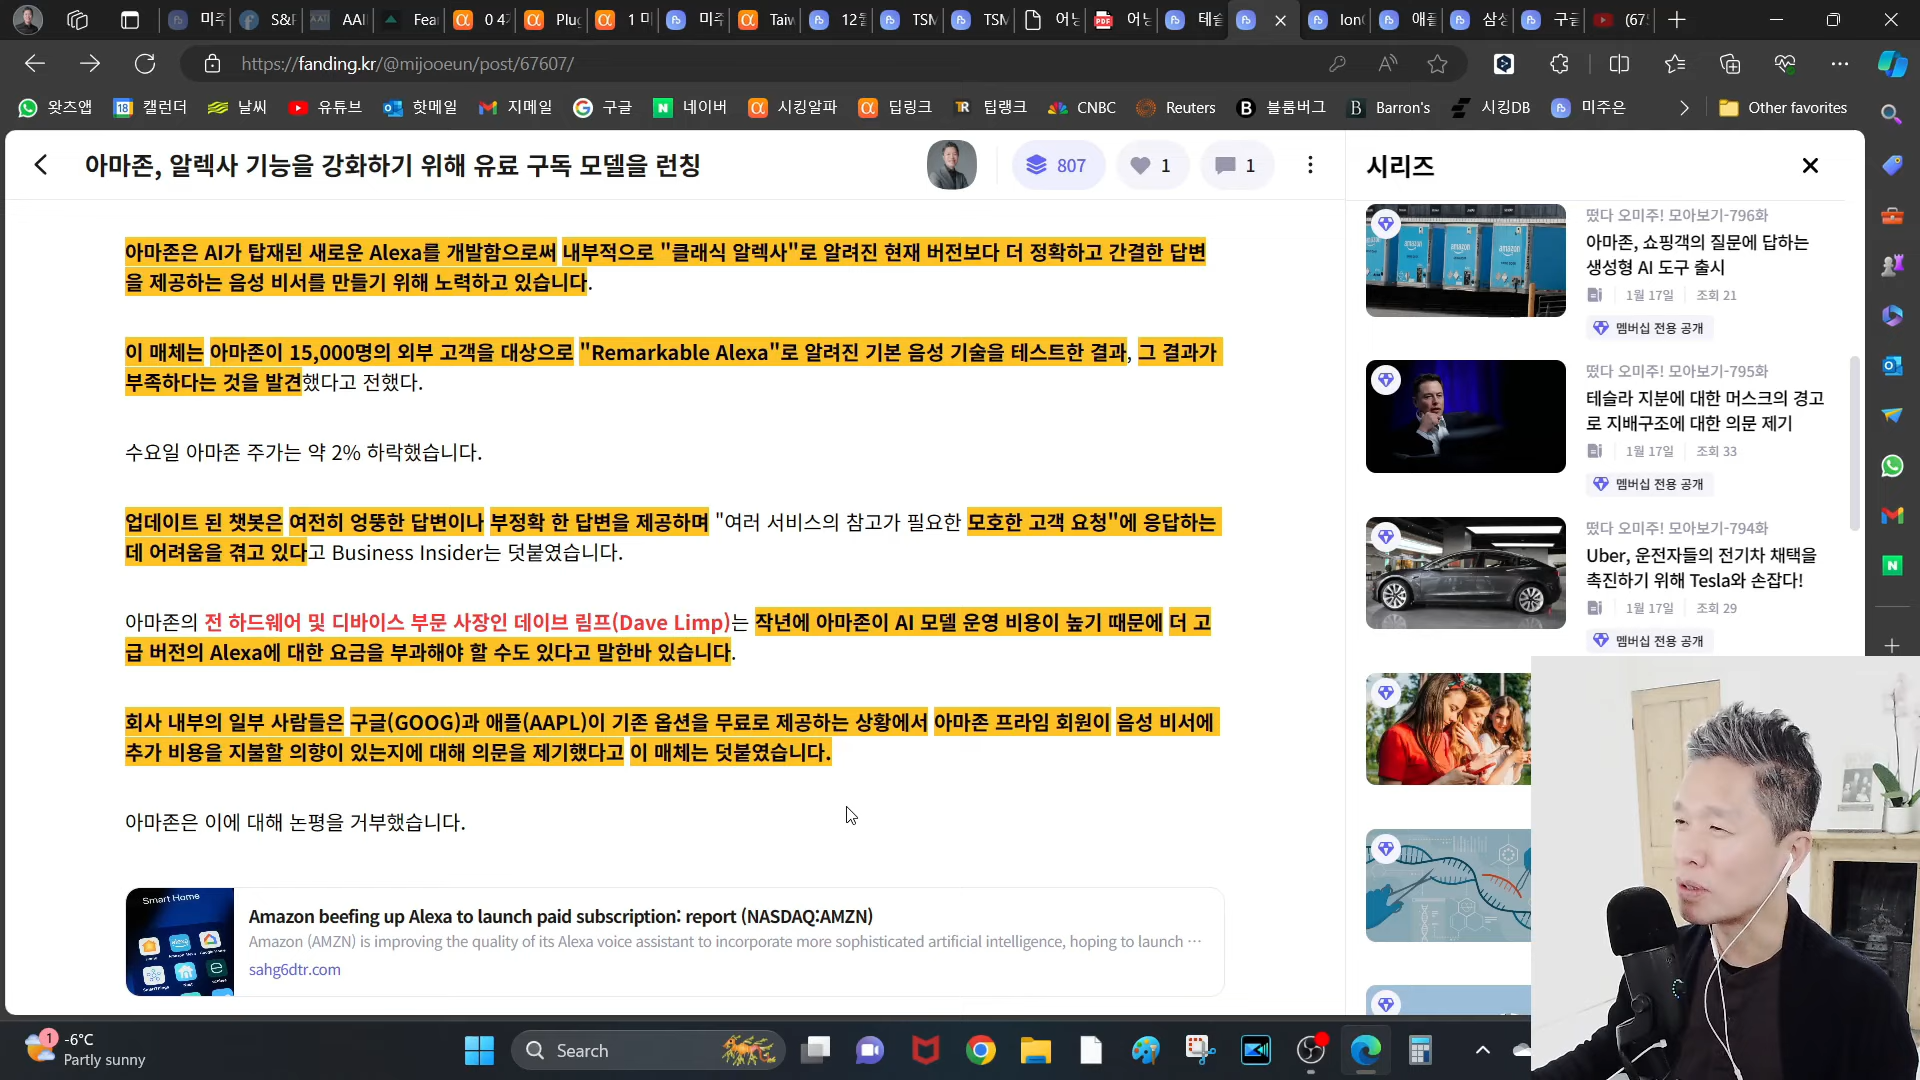 미주
S&P
AAI
Fear
Plug
1 미
미주
Taiw
TSM
TSM
PDF
테슬
IonQ
애플
삼성
구글
(67
https://fanding.kr/@mijooeun/post/67607/
왓츠앱
18 캘린더
날씨
유튜브
핫메일
지메일
구글
N 네이버
시킹알파
딥링크
TR 팁랭크
CNBC
Reuters
B 블룸버그
B Barron's
시킹DB
미주은
Other favorites
아마존, 알렉사 기능을 강화하기 위해 유료 구독 모델을 런칭
807
1
1
아마존은 AI가 탑재된 새로운 Alexa를 개발함으로써 내부적으로 "클래식 알렉사"로 알려진 현재 버전보다 더 정확하고 간결한 답변
을 제공하는 음성 비서를 만들기 위해 노력하고 있습니다.
이 매체는 아마존이 15,000명의 외부 고객을 대상으로 "Remarkable Alexa"로 알려진 기본 음성 기술을 테스트한 결과, 그 결과가
부족하다는 것을 발견했다고 전했다.
수요일 아마존 주가는 약 2% 하락했습니다.
업데이트 된 챗봇은 여전히 엉뚱한 답변이나 부정확 한 답변을 제공하며 "여러 서비스의 참고가 필요한 모호한 고객 요청"에 응답하는
데 어려움을 겪고 있다고 Business Insider는 덧붙였습니다.
아마존의 전 하드웨어 및 디바이스 부문 사장인 데이브 림프(Dave Limp)는 작년에 아마존이 AI 모델 운영 비용이 높기 때문에 더 고
급 버전의 Alexa에 대한 요금을 부과해야 할 수도 있다고 말한바 있습니다.
회사 내부의 일부 사람들은 구글(GOOG)과 애플(AAPL)이 기존 옵션을 무료로 제공하는 상황에서 아마존 프라임 회원이 음성 비서에
추가 비용을 지불할 의향이 있는지에 대해 의문을 제기했다고 이 매체는 덧붙였습니다.
아마존은 이에 대해 논평을 거부했습니다.
Smart Home
Amazon beefing up Alexa to launch paid subscription: report (NASDAQ:AMZN)
Amazon (AMZN) is improving the quality of its Alexa voice assistant to incorporate more sophisticated artificial intelligence, hoping to launch ···
sahg6dtr.com
시리즈
떴다 오미주! 모아보기-796화
아마존, 쇼핑객의 질문에 답하는
생성형 AI 도구 출시
1월 17일 조회 21
멤버십 전용 공개
떴다 오미주! 모아보기-795화
테슬라 지분에 대한 머스크의 경고
로 지배구조에 대한 의문 제기
1월 17일 조회 33
멤버십 전용 공개
떴다 오미주! 모아보기-794화
Uber, 운전자들의 전기차 채택을
촉진하기 위해 Tesla와 손잡다!
1월 17일 조회 29
멤버십 전용 공개
1
-6°C
Partly sunny
Search